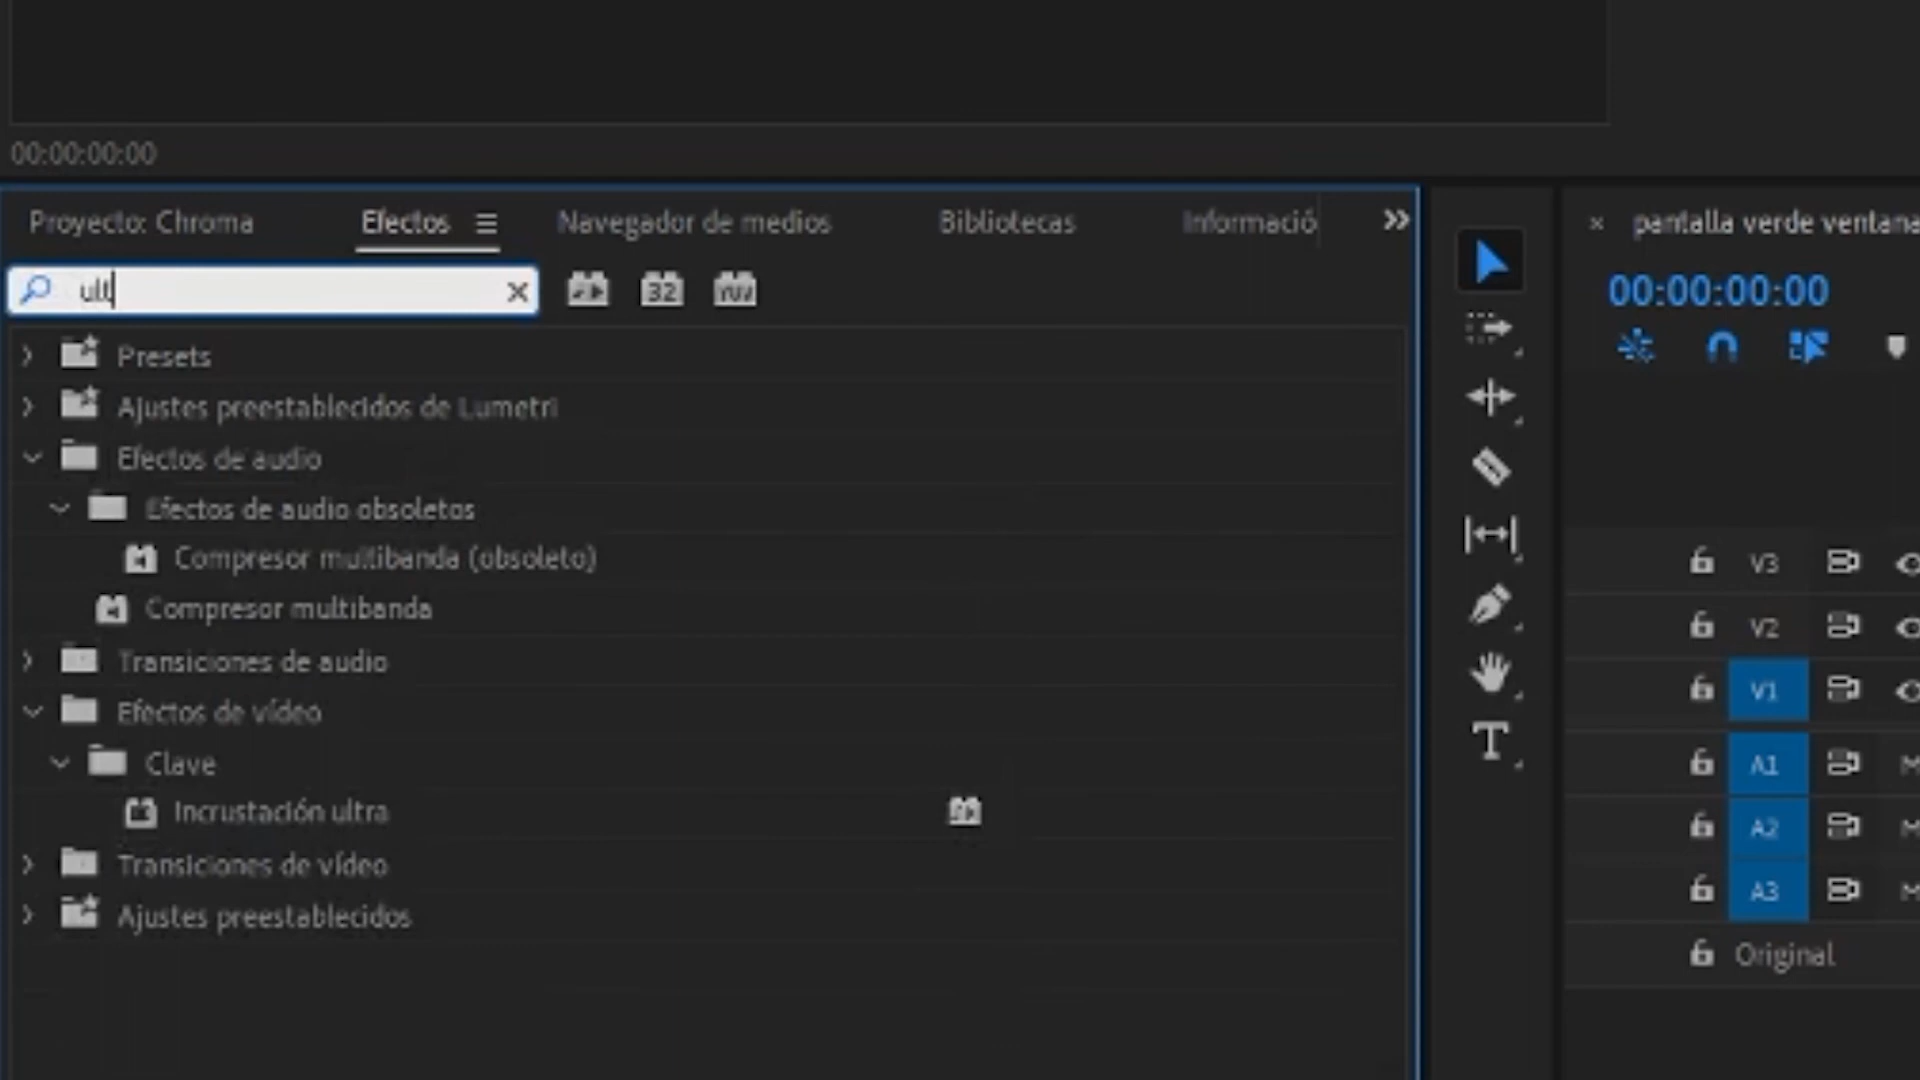 00:00:00:00
Proyecto: Chroma
Efectos
Navegador de medios
Bibliotecas
Informació
pantalla verde ventana
ult
32
YUV
00:00:00:00
Presets
Ajustes preestablecidos de Lumetri
Efectos de audio
Efectos de audio obsoletos
Compresor multibanda (obsoleto)
Compresor multibanda
Transiciones de audio
Efectos de vídeo
Clave
Incrustación ultra
Transiciones de vídeo
Ajustes preestablecidos
V3
V2
V1
A1 M
A2 M
A3 M
Original